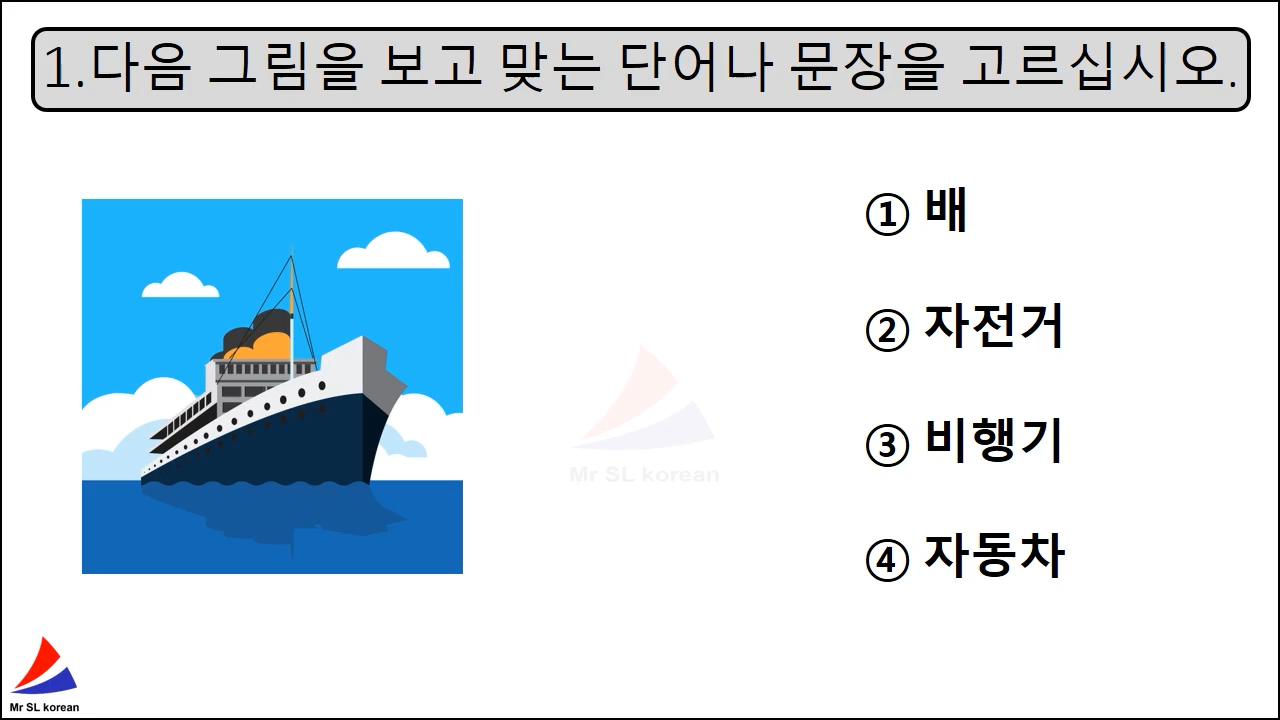 1.다음 그림을 보고 맞는 단어나 문장을 고르십시오.
① 배
② 자전거
③ 비행기
④ 자동차
Mr SL korean
Mr SL korean